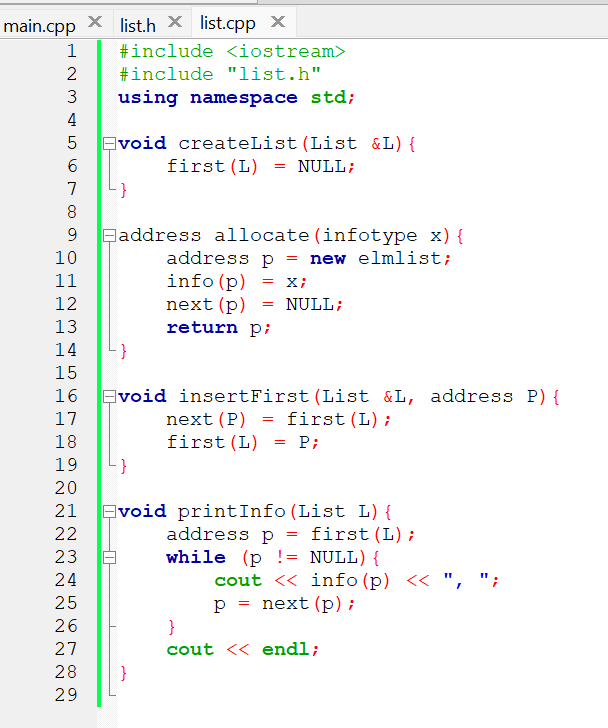 main.cpp × list.h × list.cpp ×
1 #include <iostream>
2 #include "list.h"
3 using namespace std;
4
5 void createList(List &L){
6     first(L) = NULL;
7 }
8
9 address allocate(infotype x){
10     address p = new elmlist;
11     info(p) = x;
12     next(p) = NULL;
13     return p;
14 }
15
16 void insertFirst(List &L, address P){
17     next(P) = first(L);
18     first(L) = P;
19 }
20
21 void printInfo(List L){
22     address p = first(L);
23     while (p != NULL){
24         cout << info(p) << ", ";
25         p = next(p);
26     }
27     cout << endl;
28 }
29